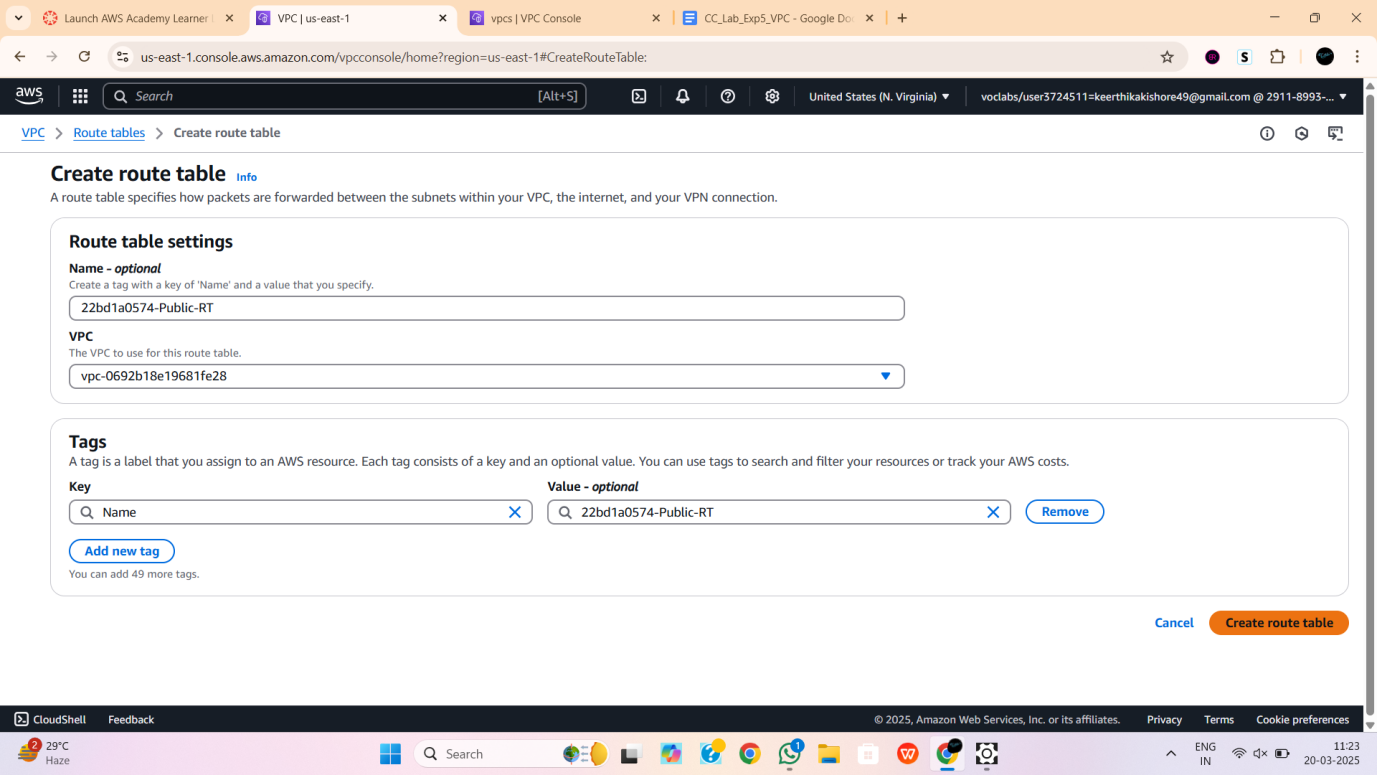 Launch AWS Academy Learner
VPC | us-east-1
vpcs | VPC Console
CC_Lab_Exp5_VPC - Google Do
us-east-1.console.aws.amazon.com/vpcconsole/home?region=us-east-1#CreateRouteTable:
S
aws
Search
[Alt+S]
United States (N. Virginia)
voclabs/user3724511=keerthikakishore49@gmail.com @ 2911-8993-...
VPC > Route tables > Create route table
Create route table Info
A route table specifies how packets are forwarded between the subnets within your VPC, the internet, and your VPN connection.
Route table settings
Name - optional
Create a tag with a key of 'Name' and a value that you specify.
22bd1a0574-Public-RT
VPC
The VPC to use for this route table.
vpc-0692b18e19681fe28
Tags
A tag is a label that you assign to an AWS resource. Each tag consists of a key and an optional value. You can use tags to search and filter your resources or track your AWS costs.
Key
Value - optional
Name
22bd1a0574-Public-RT
Remove
Add new tag
You can add 49 more tags.
Cancel
Create route table
CloudShell
Feedback
© 2025, Amazon Web Services, Inc. or its affiliates.
Privacy
Terms
Cookie preferences
2
29°C
Haze
Search
1
W
ENG
IN
11:23
20-03-2025